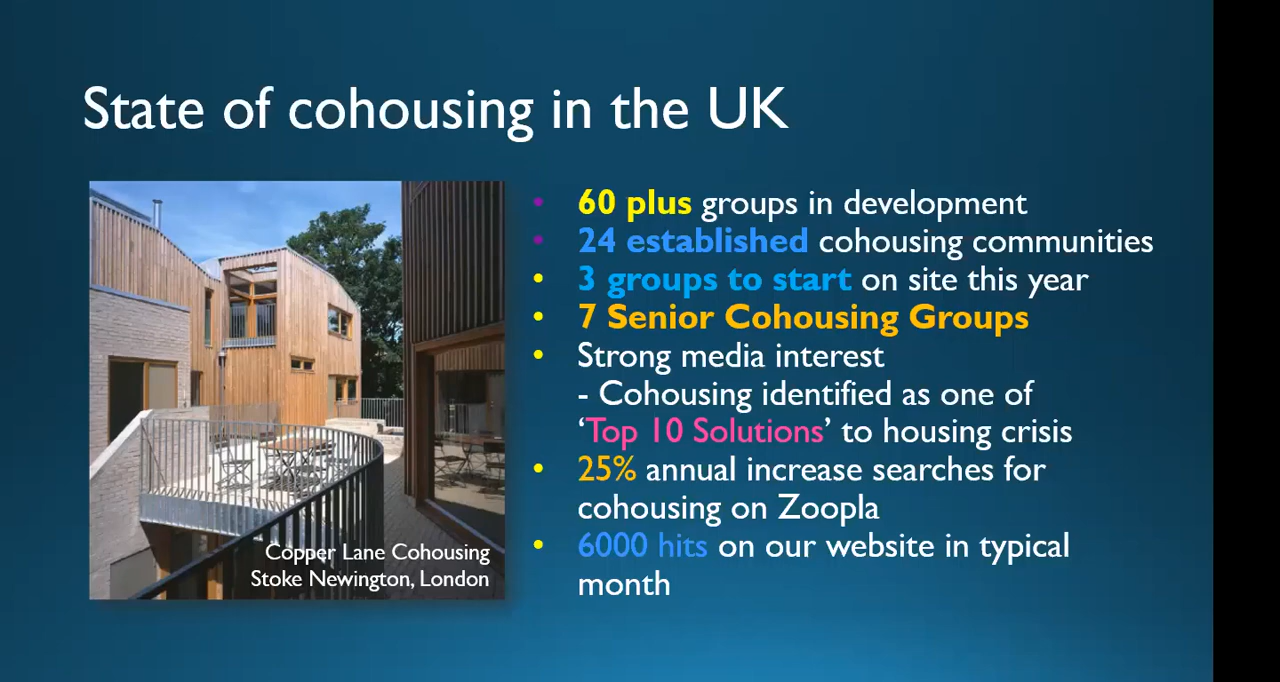 State of cohousing in the UK
• 60 plus groups in development
• 24 established cohousing communities
• 3 groups to start on site this year
• 7 Senior Cohousing Groups
• Strong media interest
- Cohousing identified as one of
‘Top 10 Solutions’ to housing crisis
• 25% annual increase searches for
cohousing on Zoopla
• 6000 hits on our website in typical
month
Copper Lane Cohousing
Stoke Newington, London